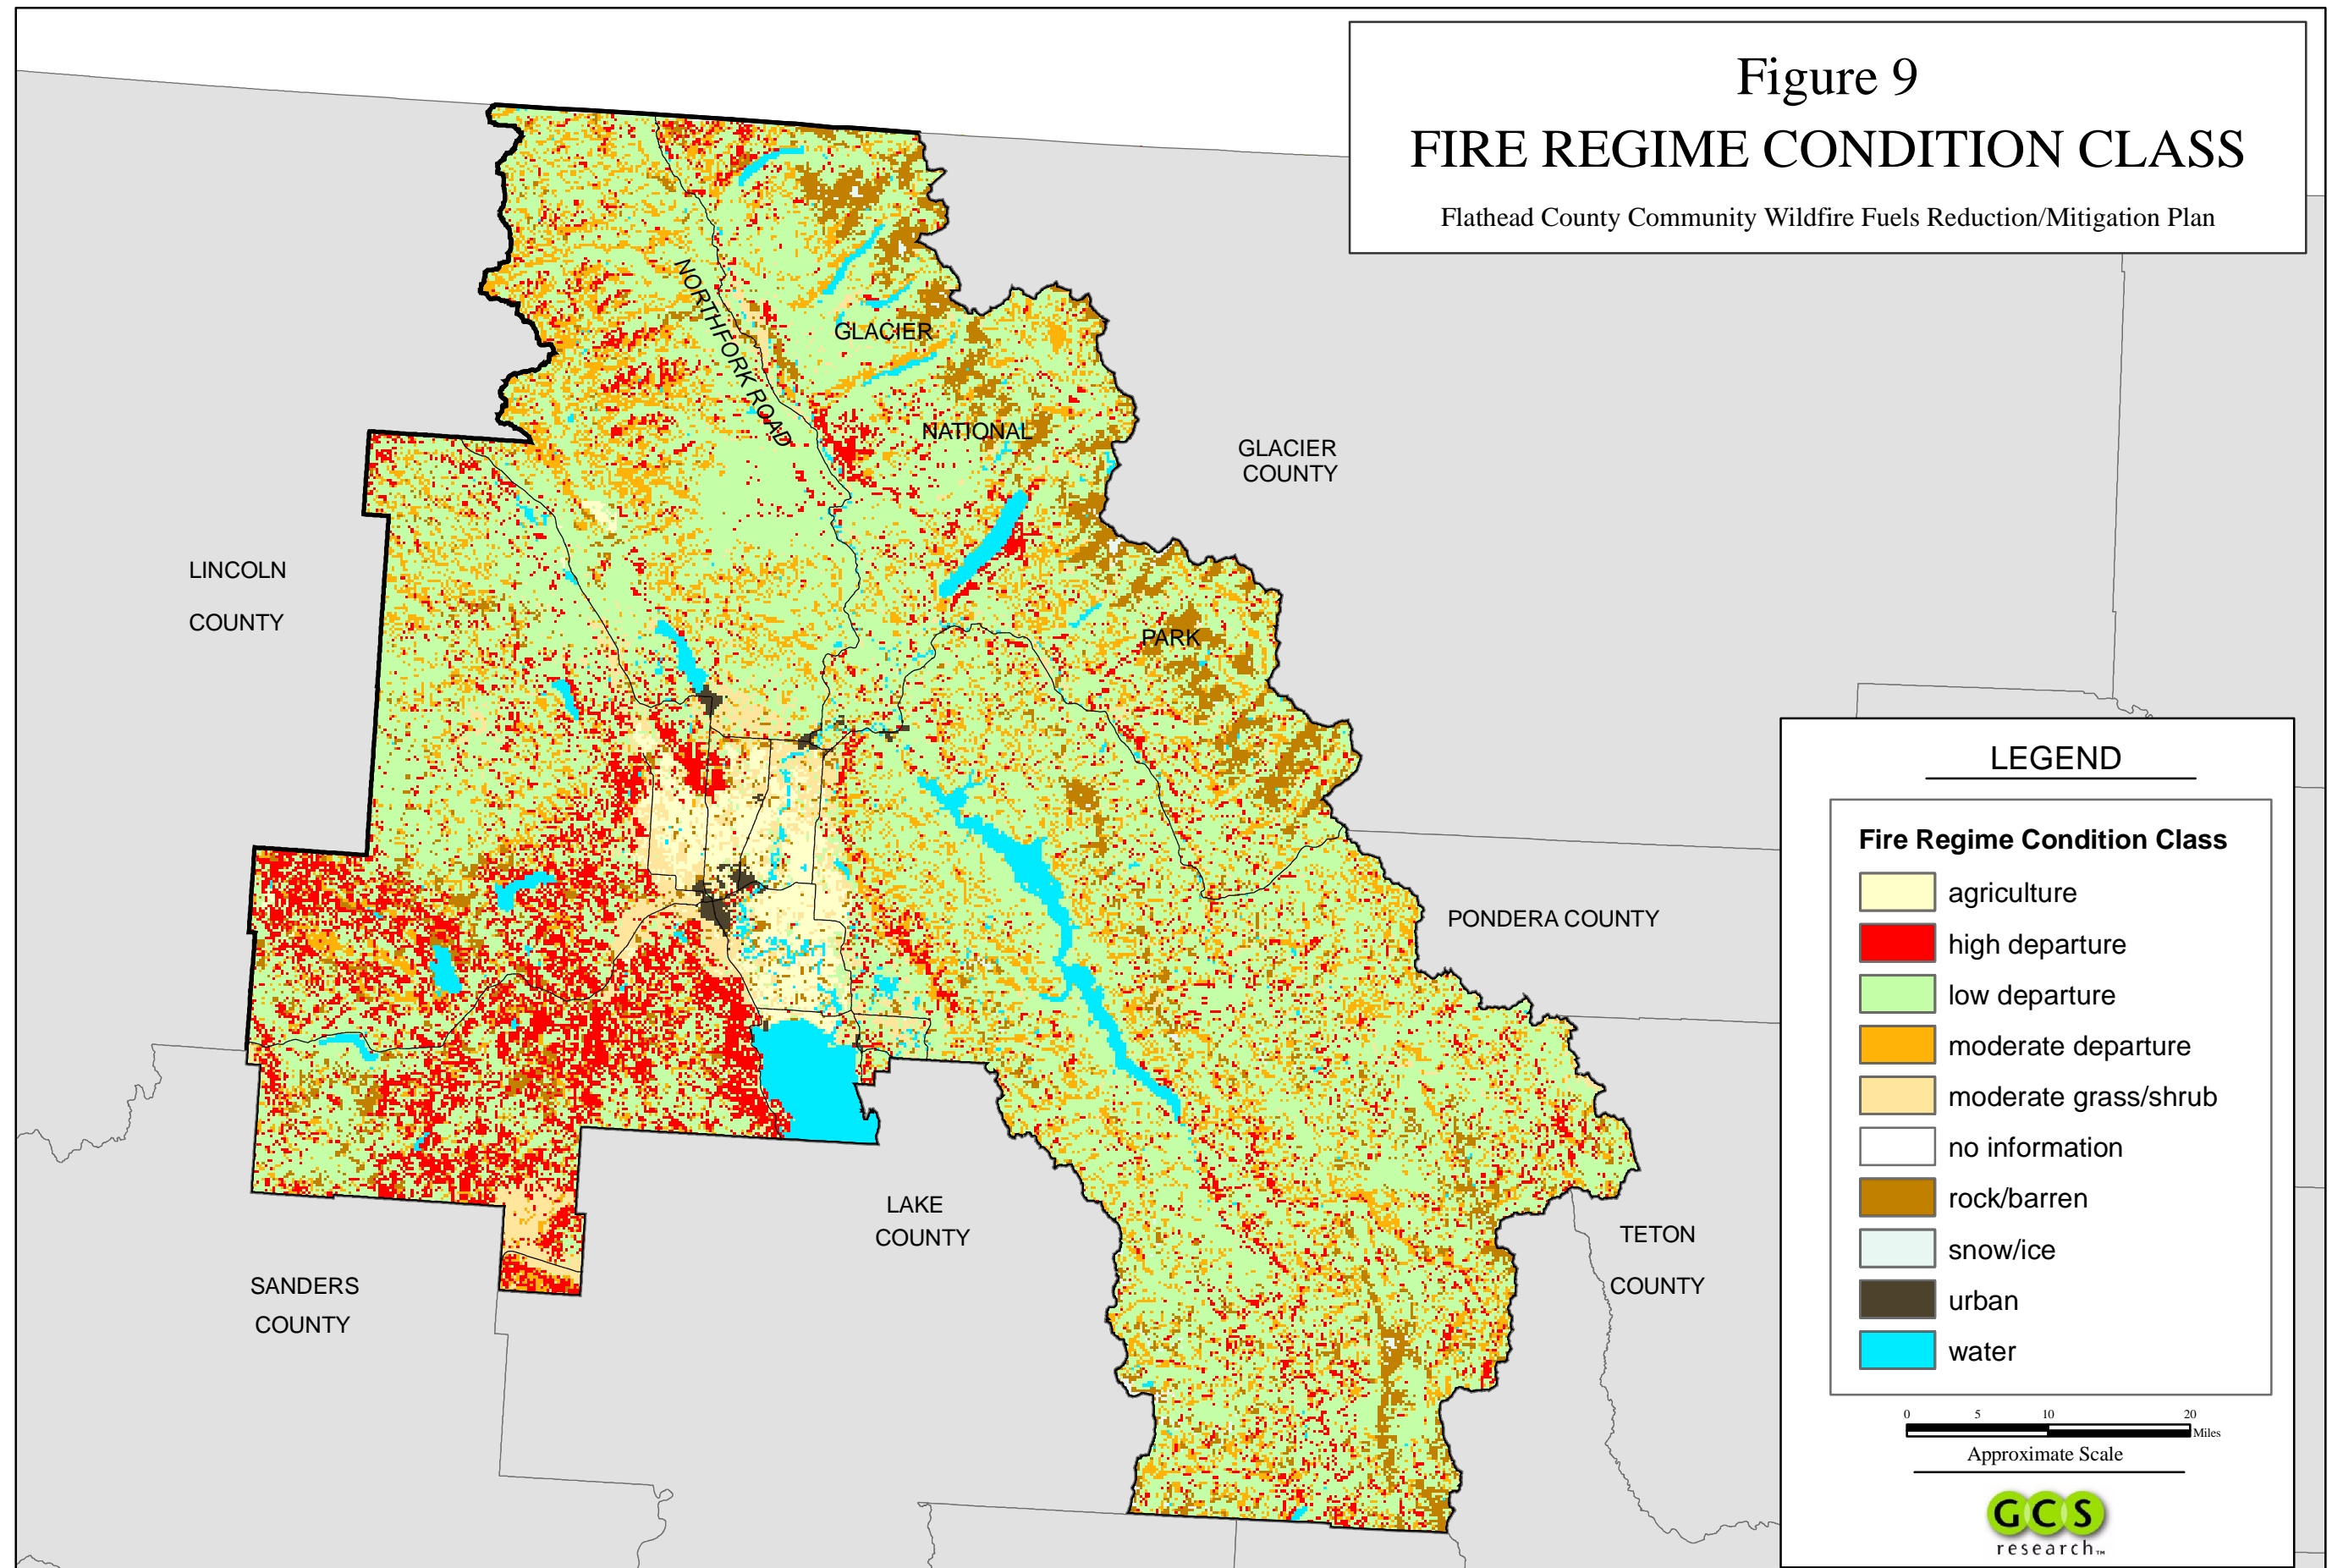 Figure 9
FIRE REGIME CONDITION CLASS
Flathead County Community Wildfire Fuels Reduction/Mitigation Plan
NORTHFORK ROAD
GLACIER
NATIONAL
PARK
GLACIER
COUNTY
LINCOLN
COUNTY
PONDERA COUNTY
LAKE
COUNTY
TETON
COUNTY
SANDERS
COUNTY
LEGEND
Fire Regime Condition Class
agriculture
high departure
low departure
moderate departure
moderate grass/shrub
no information
rock/barren
snow/ice
urban
water
0 5 10 20
Miles
Approximate Scale
GCS
research™